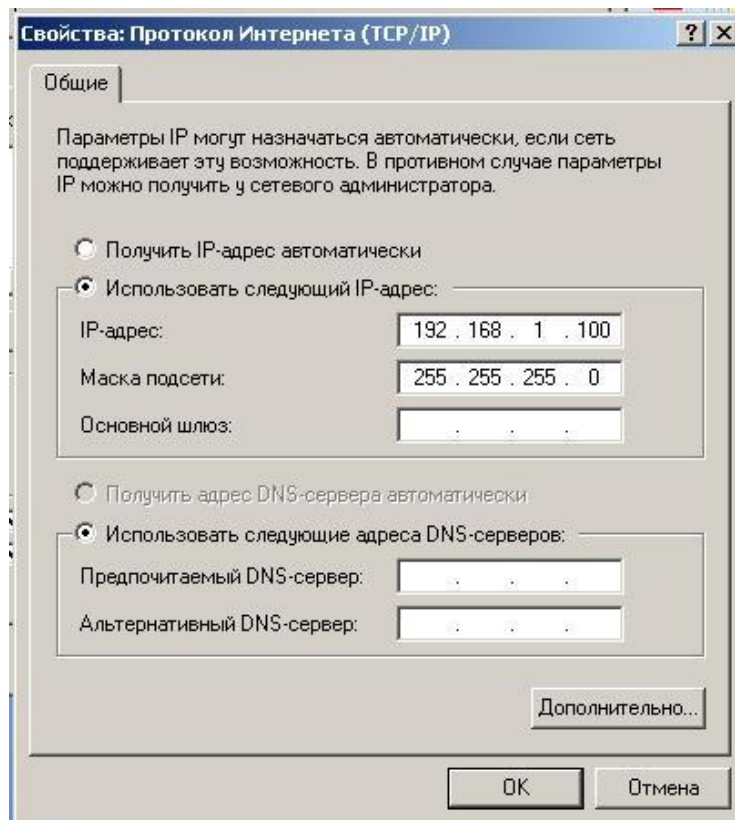 Свойства: Протокол Интернета (TCP/IP)
Общие
Параметры IP могут назначаться автоматически, если сеть
поддерживает эту возможность. В противном случае параметры
IP можно получить у сетевого администратора.
Получить IP-адрес автоматически
Использовать следующий IP-адрес:
IP-адрес: 192 . 168 . 1 . 100
Маска подсети: 255 . 255 . 255 . 0
Основной шлюз: . . .
Получить адрес DNS-сервера автоматически
Использовать следующие адреса DNS-серверов:
Предпочитаемый DNS-сервер: . . .
Альтернативный DNS-сервер: . . .
Дополнительно...
OK Отмена